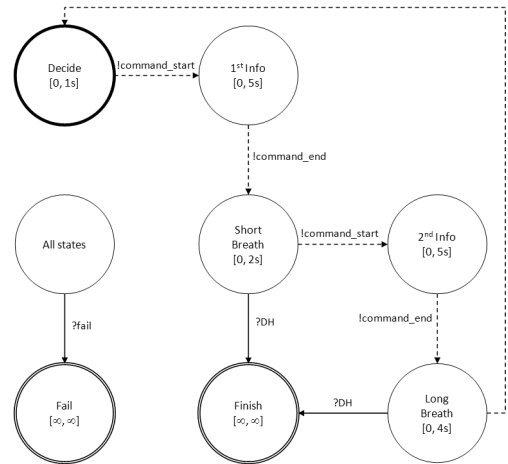 Decide
[0, 1s]
!command_start
1st Info
[0, 5s]
!command_end
All states
Short
Breath
[0, 2s]
!command_start
2nd Info
[0, 5s]
?fail
?DH
!command_end
Fail
[∞, ∞)
Finish
[∞, ∞)
?DH
Long
Breath
[0, 4s]